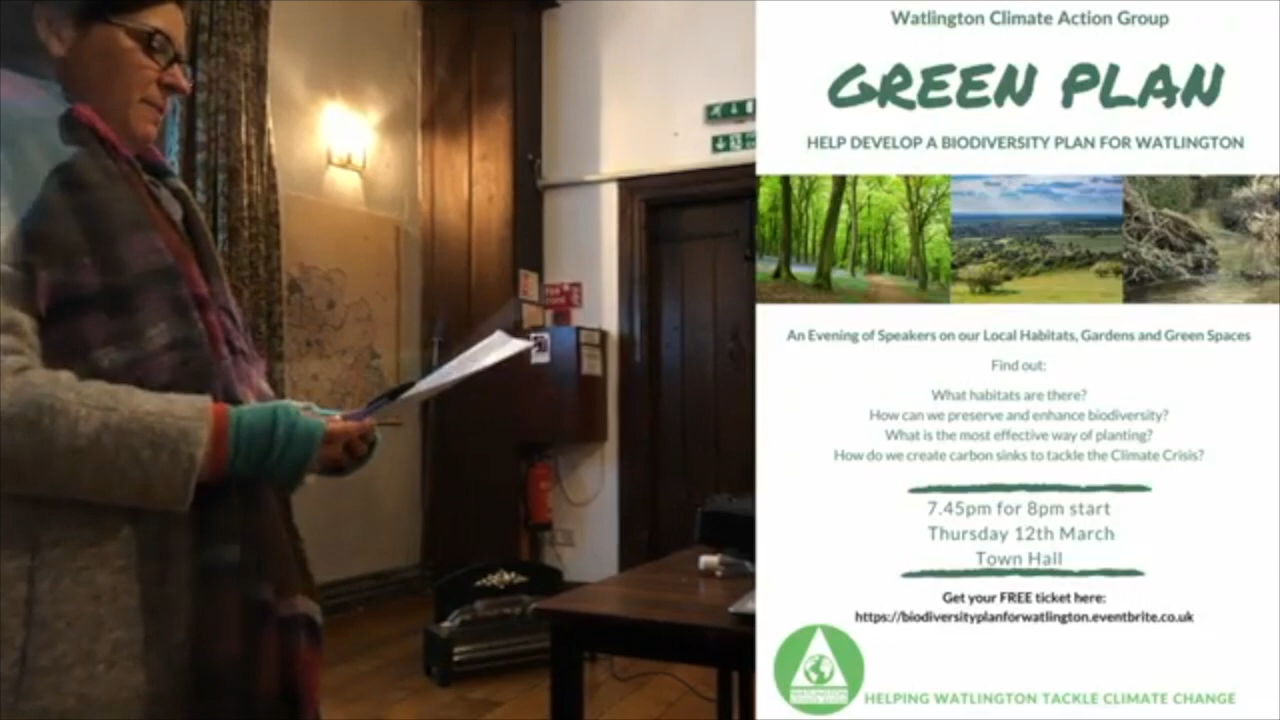 Watlington Climate Action Group
GREEN PLAN
HELP DEVELOP A BIODIVERSITY PLAN FOR WATLINGTON
An Evening of Speakers on our Local Habitats, Gardens and Green Spaces
Find out:
What habitats are there?
How can we preserve and enhance biodiversity?
What is the most effective way of planting?
How do we create carbon sinks to tackle the Climate Crisis?
7.45pm for 8pm start
Thursday 12th March
Town Hall
Get your FREE ticket here:
https://biodiversityplanforwatlington.eventbrite.co.uk
HELPING WATLINGTON TACKLE CLIMATE CHANGE